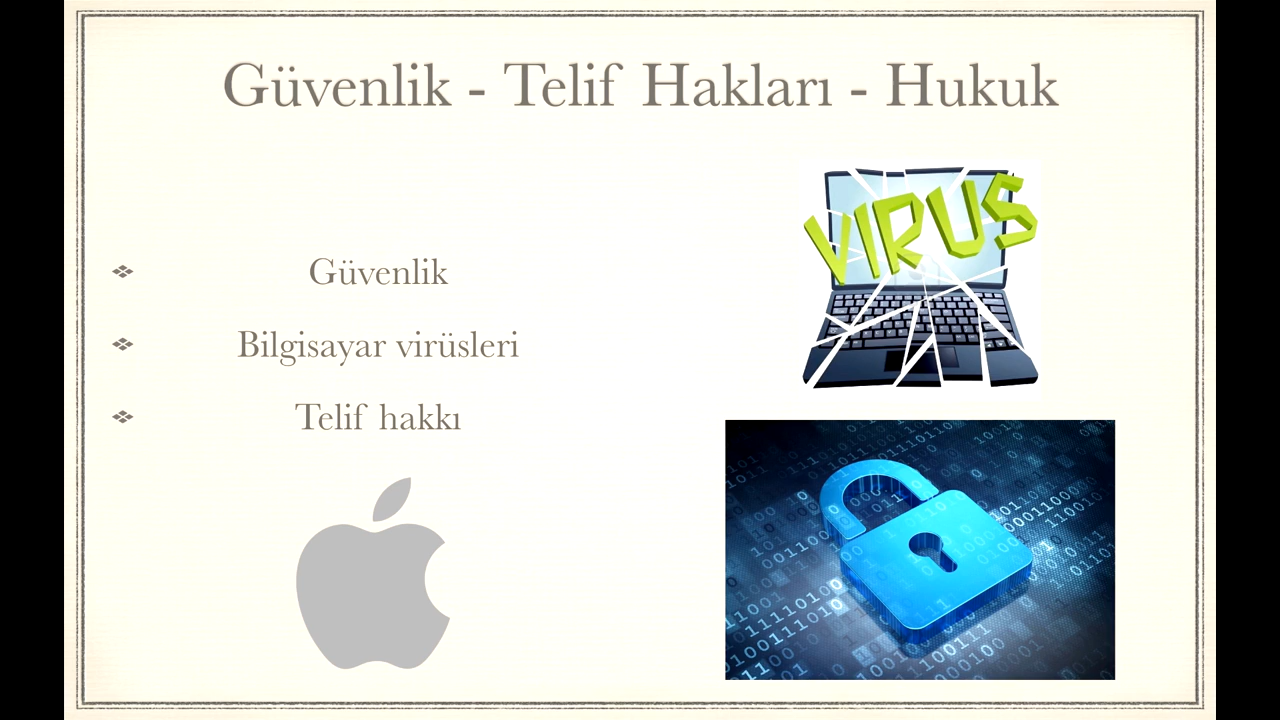 Güvenlik - Telif Hakları - Hukuk
Güvenlik
Bilgisayar virüsleri
Telif hakkı
VIRUS